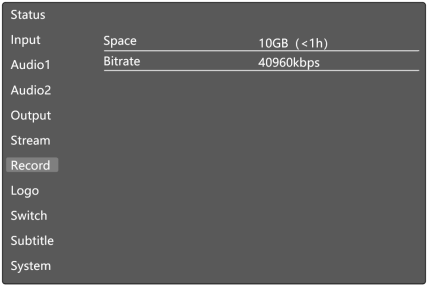 Status
Input
Audio1
Audio2
Output
Stream
Record
Logo
Switch
Subtitle
System
Space 10GB (<1h)
Bitrate 40960kbps